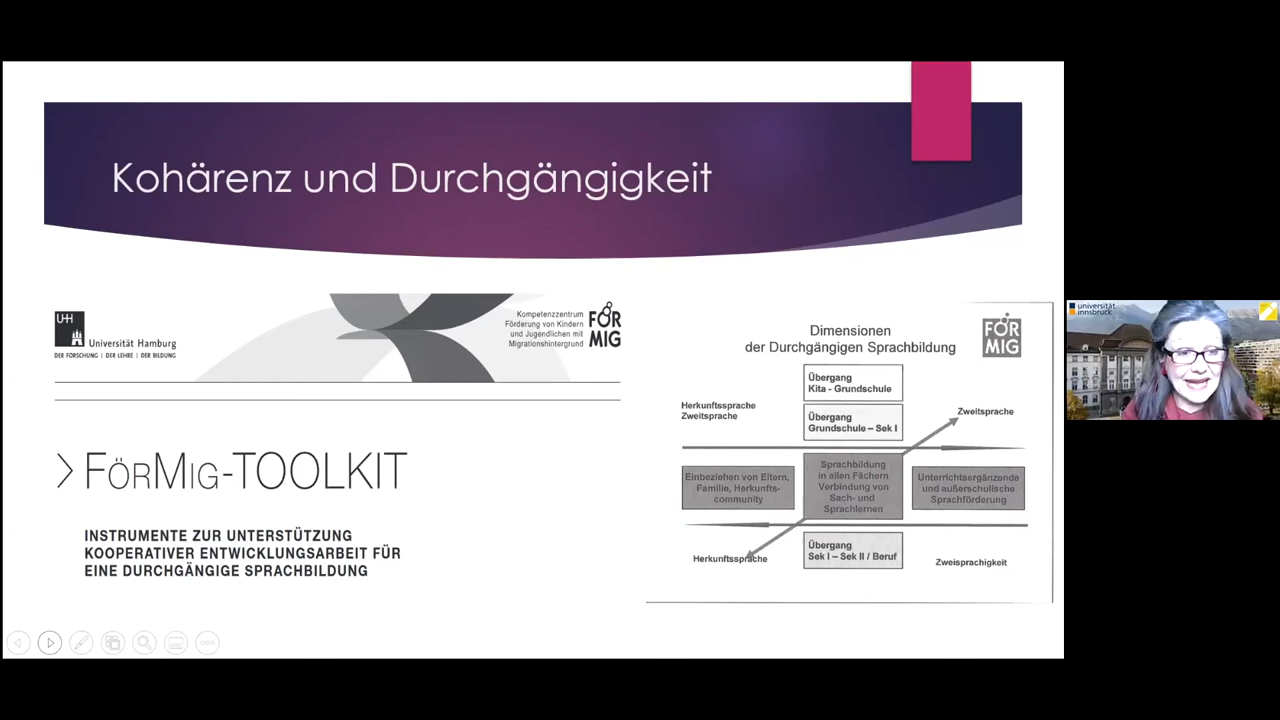 Kohärenz und Durchgängigkeit
UHH
Universität Hamburg
DER FORSCHUNG | DER LEHRE | DER BILDUNG
Kompetenzzentrum
Förderung von Kindern
und Jugendlichen mit
Migrationshintergrund
FÖR
MIG
FÖRMIG-TOOLKIT
INSTRUMENTE ZUR UNTERSTÜTZUNG
KOOPERATIVER ENTWICKLUNGSARBEIT FÜR
EINE DURCHGÄNGIGE SPRACHBILDUNG
Dimensionen
der Durchgängigen Sprachbildung
FÖR
MIG
Übergang
Kita - Grundschule
Herkunftssprache
Zweitsprache
Übergang
Grundschule – Sek I
Zweitsprache
Einbeziehen von Eltern,
Familie, Herkunfts-
community
Sprachbildung
in allen Fächern
Verbindung von
Sach- und
Sprachlernen
Unterrichtsergänzende
und außerschulische
Sprachförderung
Herkunftssprache
Übergang
Sek I – Sek II / Beruf
Zweisprachigkeit
universität
innsbruck